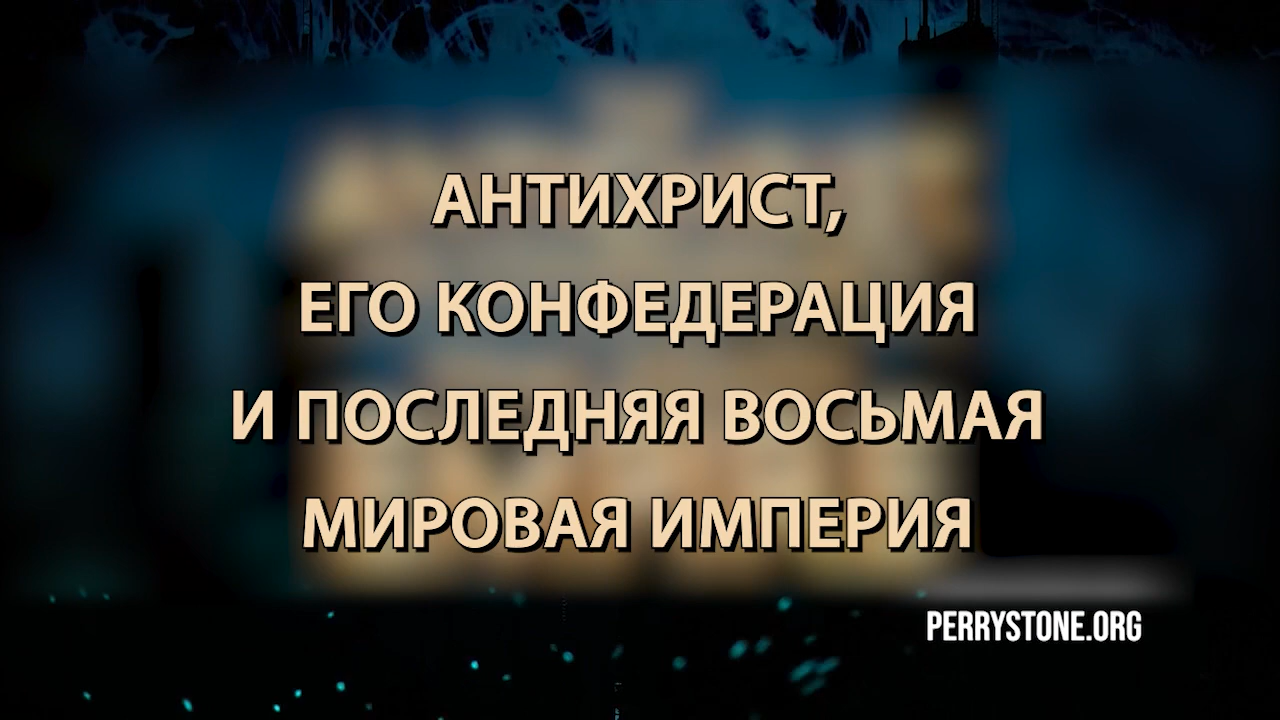 АНТИХРИСТ,
ЕГО КОНФЕДЕРАЦИЯ
И ПОСЛЕДНЯЯ ВОСЬМАЯ
МИРОВАЯ ИМПЕРИЯ
PERRYSTONE.ORG